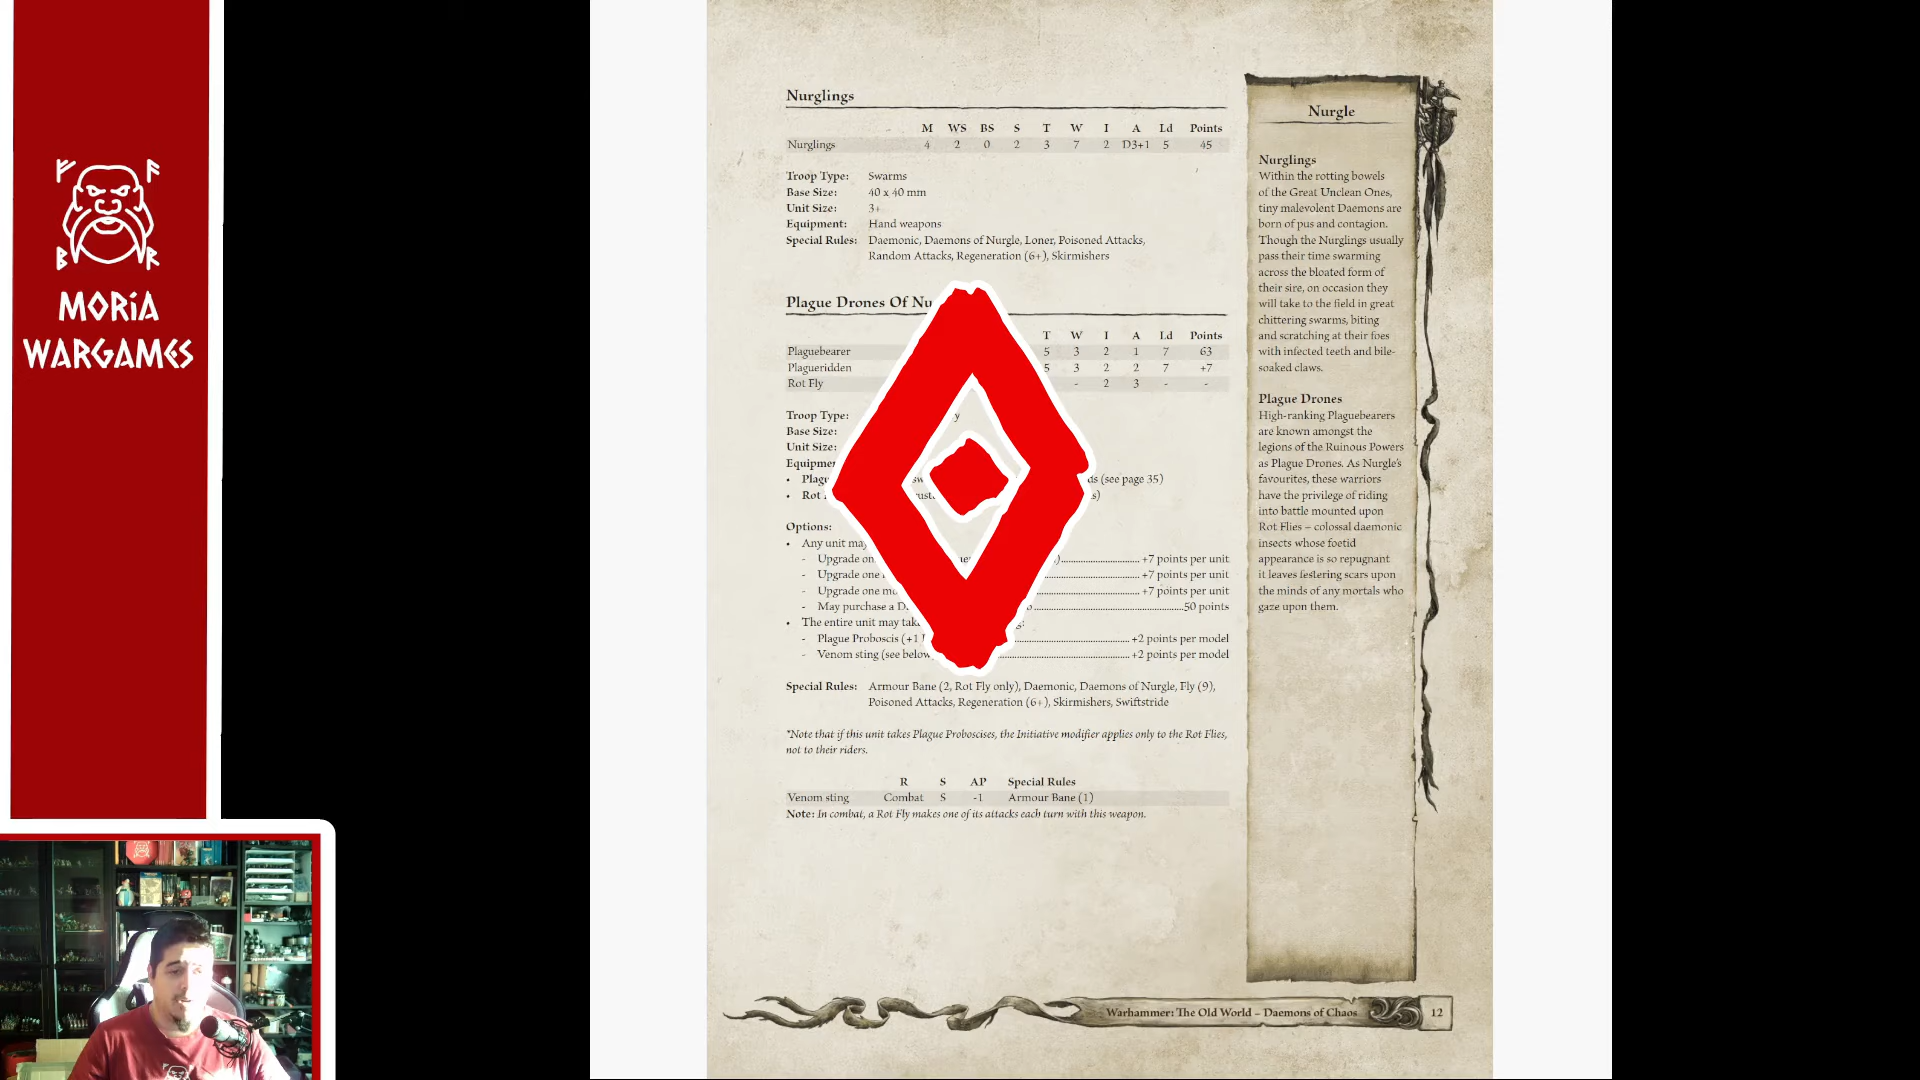 MORIA
WARGAMES
Nurglings
M WS BS S T W I A Ld Points
Nurglings 4 2 0 2 3 7 2 D3+1 5 45
Troop Type: Swarms
Base Size: 40 x 40 mm
Unit Size: 3+
Equipment: Hand weapons
Special Rules: Daemonic, Daemons of Nurgle, Loner, Poisoned Attacks,
Random Attacks, Regeneration (6+), Skirmishers
Plague Drones Of Nu
T W I A Ld Points
Plaguebearer 5 3 2 1 7 63
Plagueridden 5 3 2 2 7 +7
Rot Fly - 2 3 - -
Troop Type: y
Base Size:
Unit Size:
Equipme
• Plag sw ds (see page 35)
• Rot s)
Options:
• Any unit may
- Upgrade on )........ +7 points per unit
- Upgrade one ........ +7 points per unit
- Upgrade one mo ........ +7 points per unit
- May purchase a D ........50 points
• The entire unit may tak g:
- Plague Proboscis (+1 ........ +2 points per model
- Venom sting (see below ........ +2 points per model
Special Rules: Armour Bane (2, Rot Fly only), Daemonic, Daemons of Nurgle, Fly (9),
Poisoned Attacks, Regeneration (6+), Skirmishers, Swiftstride
*Note that if this unit takes Plague Proboscises, the Initiative modifier applies only to the Rot Flies,
not to their riders.
R S AP Special Rules
Venom sting Combat S -1 Armour Bane (1)
Note: In combat, a Rot Fly makes one of its attacks each turn with this weapon.
Nurgle
Nurglings
Within the rotting bowels
of the Great Unclean Ones,
tiny malevolent Daemons are
born of pus and contagion.
Though the Nurglings usually
pass their time swarming
across the bloated form of
their sire, on occasion they
will take to the field in great
chittering swarms, biting
and scratching at their foes
with infected teeth and bile-
soaked claws.
Plague Drones
High-ranking Plaguebearers
are known amongst the
legions of the Ruinous Powers
as Plague Drones. As Nurgle's
favourites, these warriors
have the privilege of riding
into battle mounted upon
Rot Flies – colossal daemonic
insects whose foetid
appearance is so repugnant
it leaves festering scars upon
the minds of any mortals who
gaze upon them.
Warhammer: The Old World – Daemons of Chaos 12